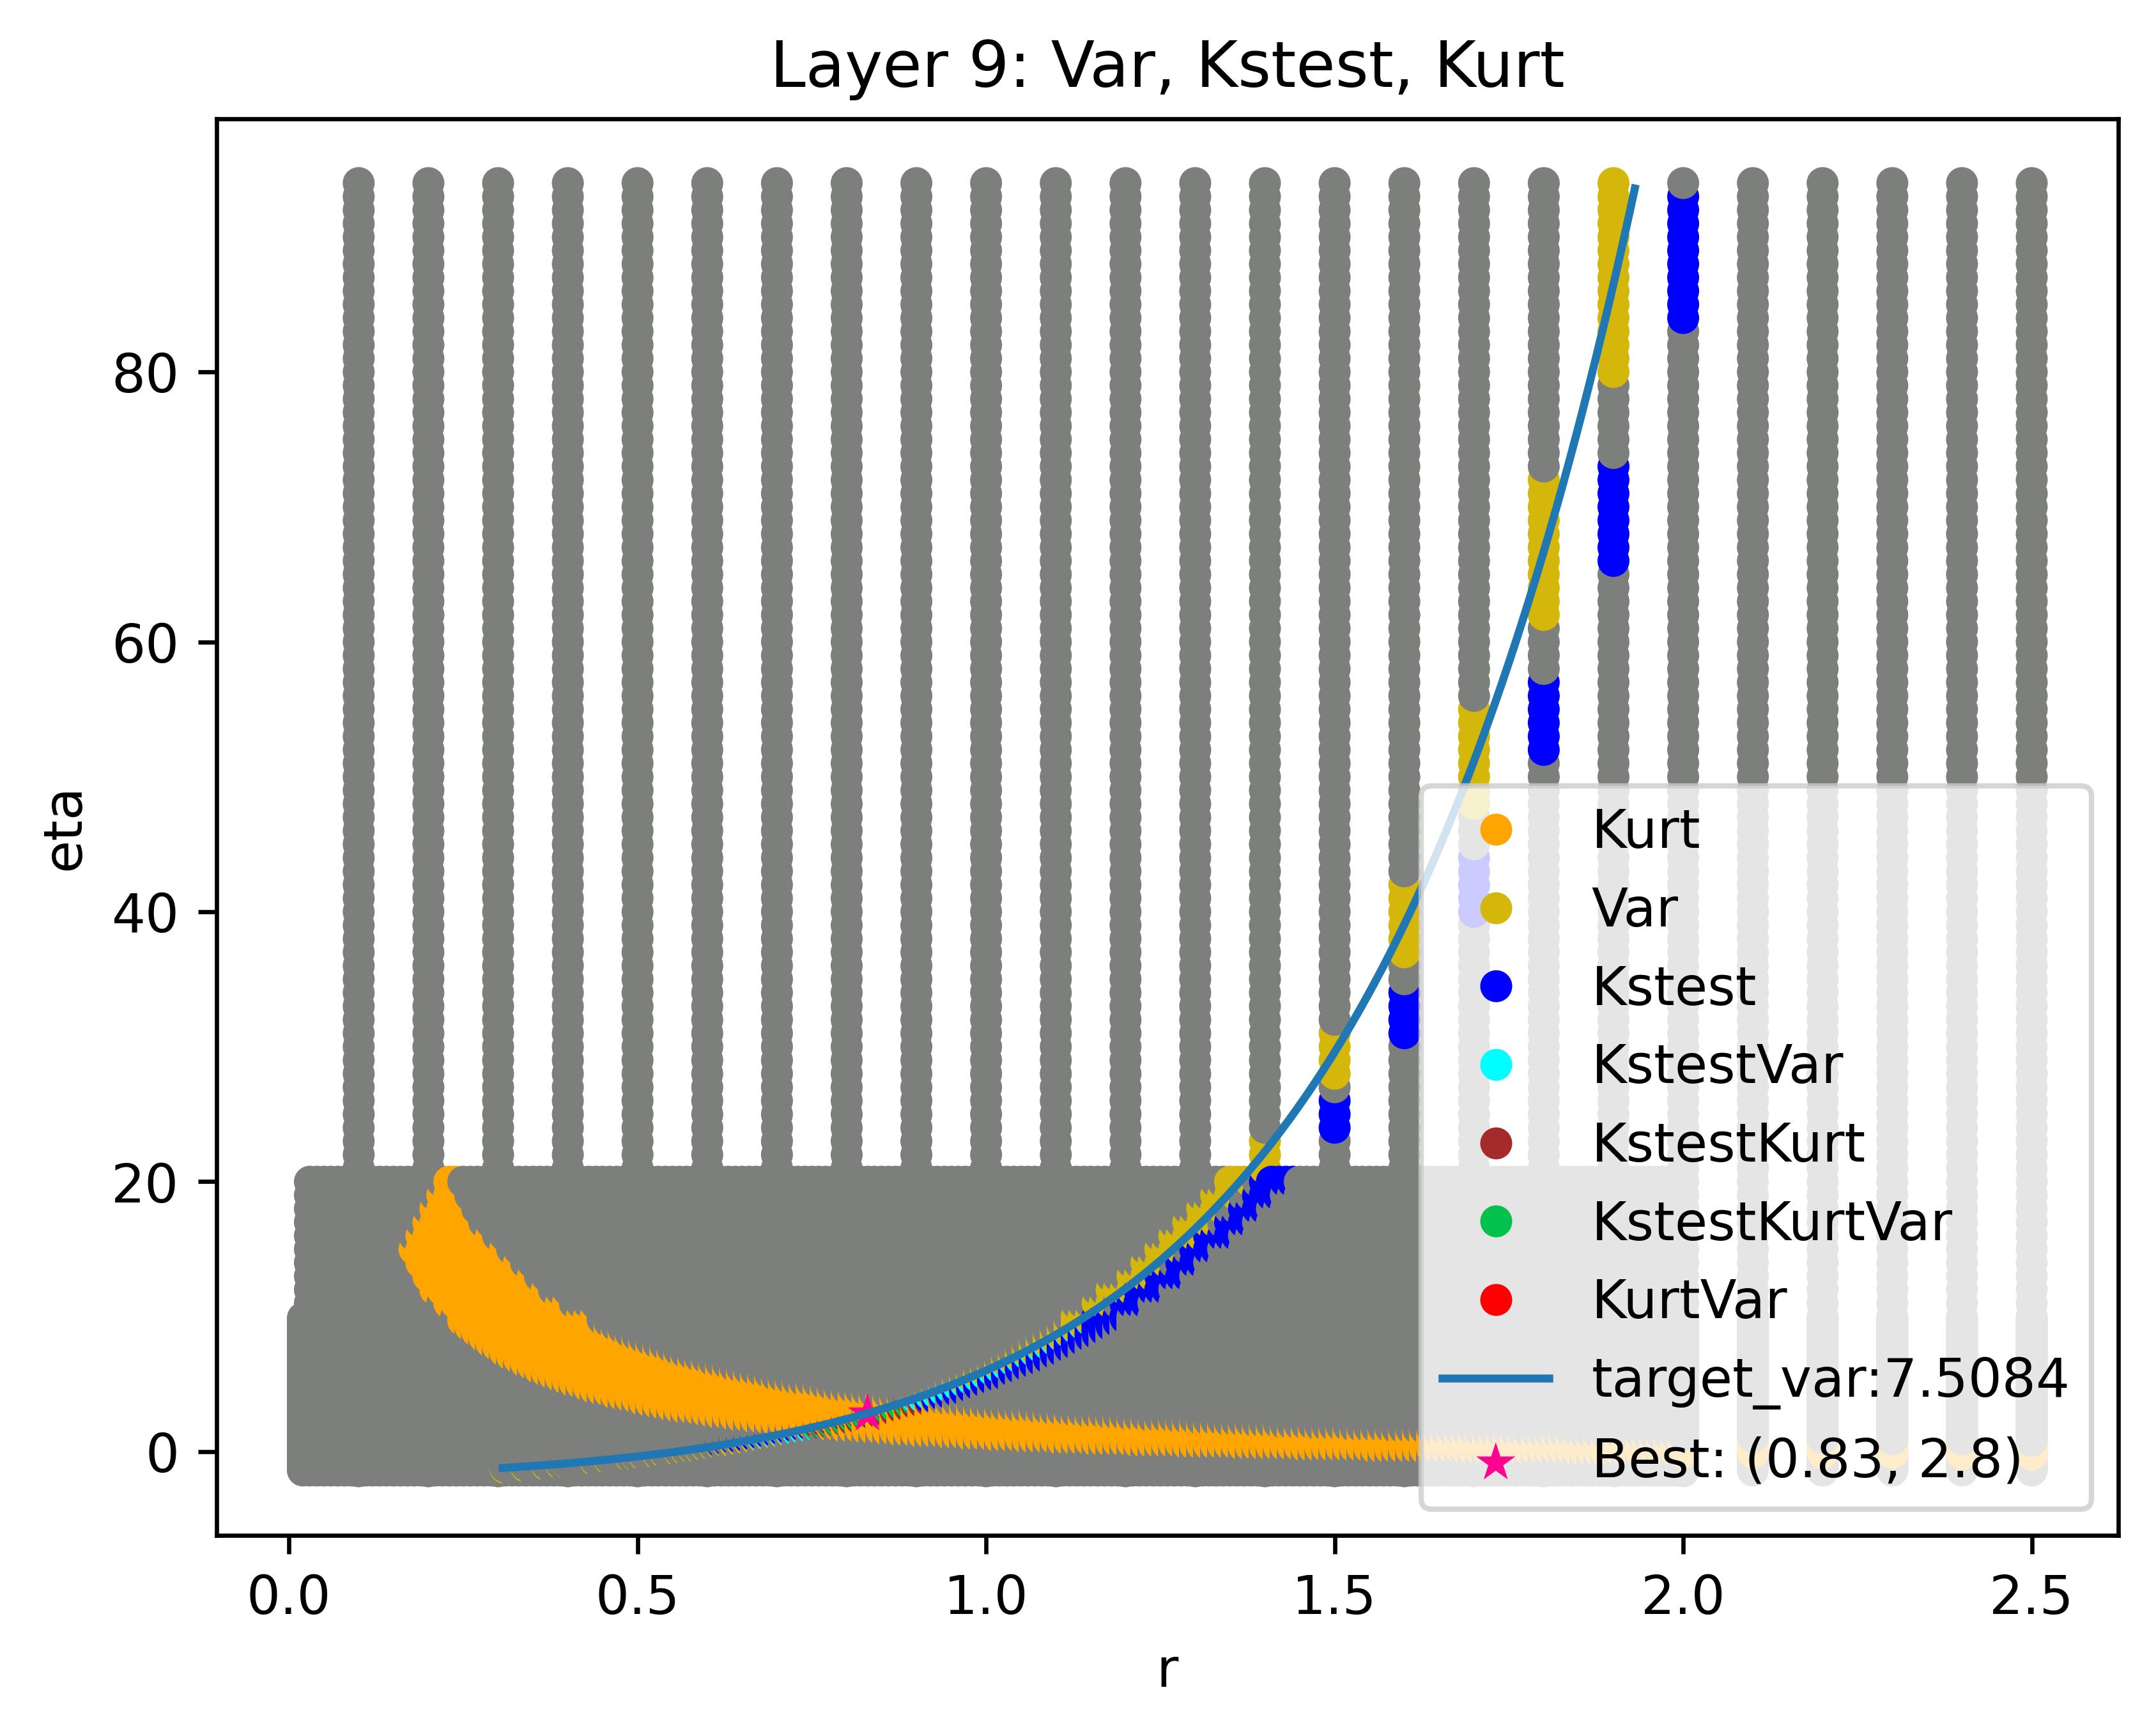 Layer 9: Var, Kstest, Kurt
eta
80
60
40
20
0
Kurt
Var
Kstest
KstestVar
KstestKurt
KstestKurtVar
KurtVar
target_var:7.5084
Best: (0.83, 2.8)
0.0 0.5 1.0 1.5 2.0 2.5
r